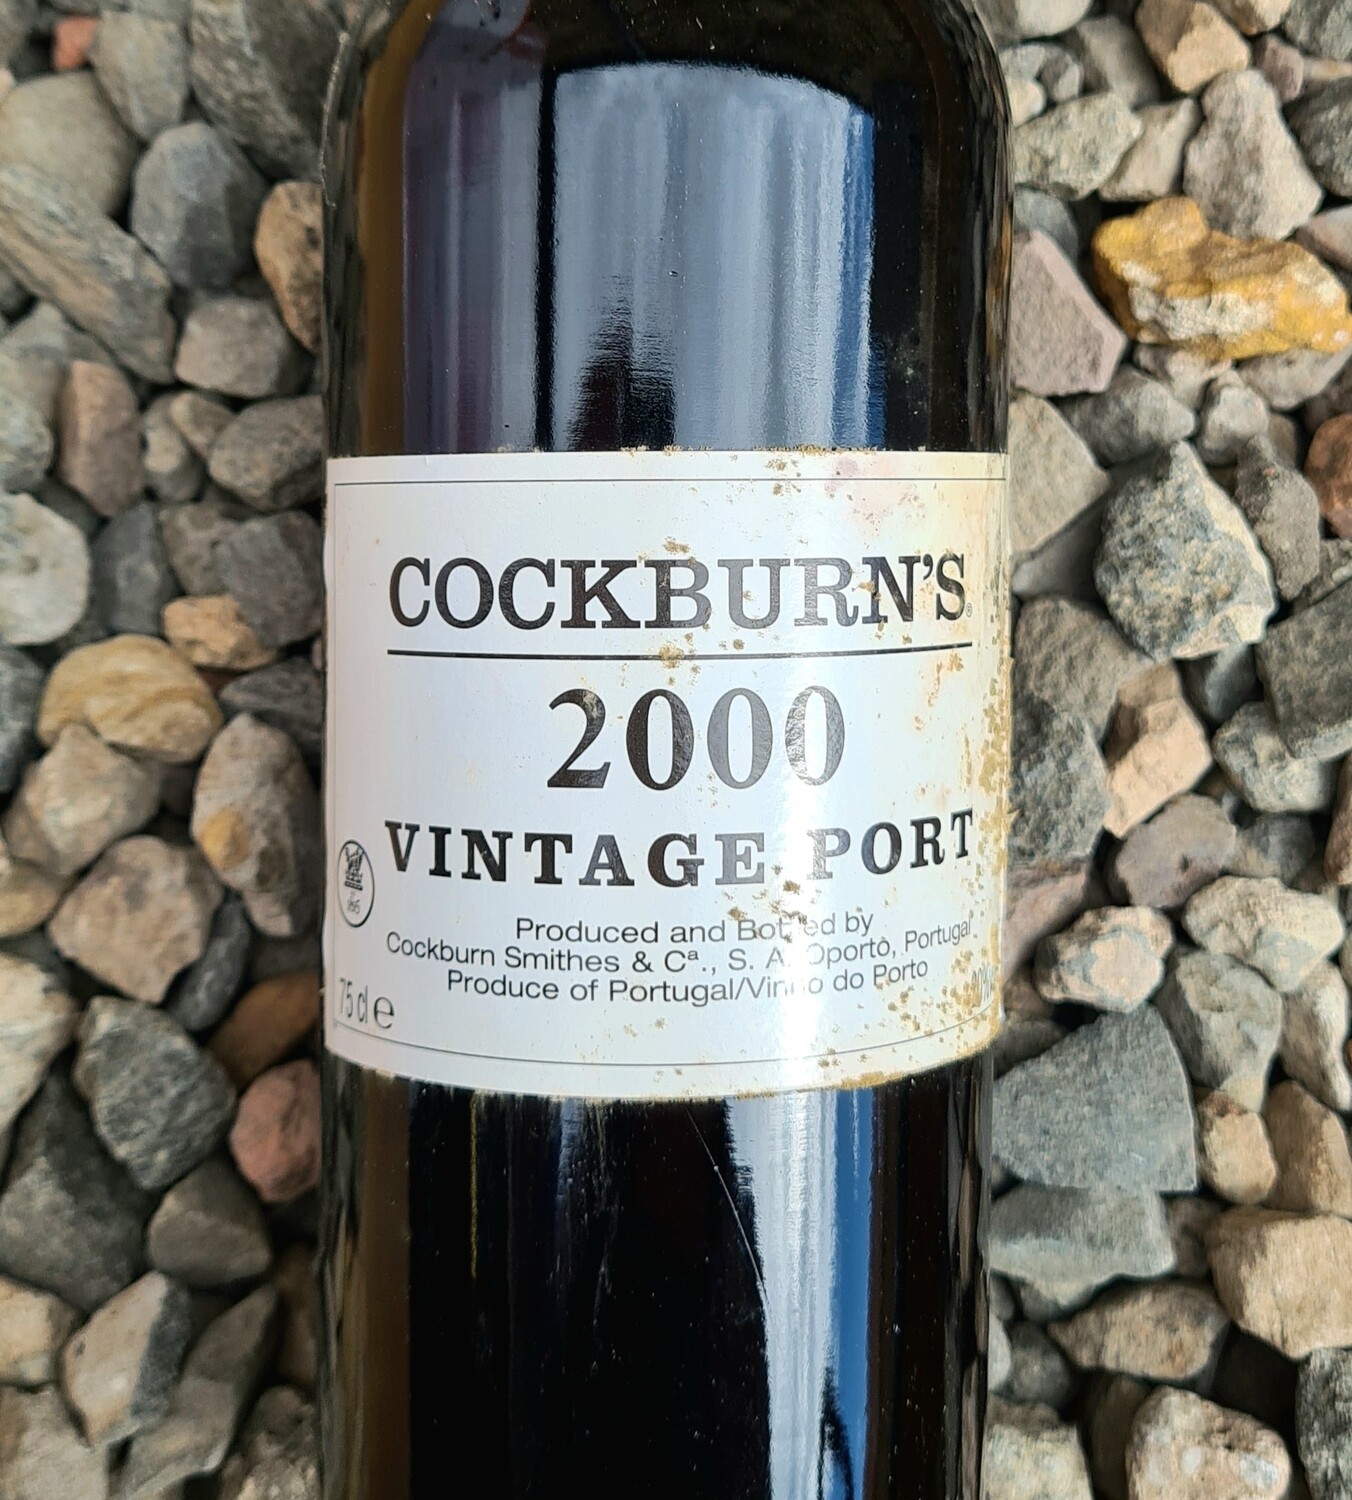 COCKBURN'S®
2000
VINTAGE PORT
Produced and Bottled by
Cockburn Smithes & Cª., S. A. Oporto, Portugal
Produce of Portugal/Vinho do Porto
75 cl e